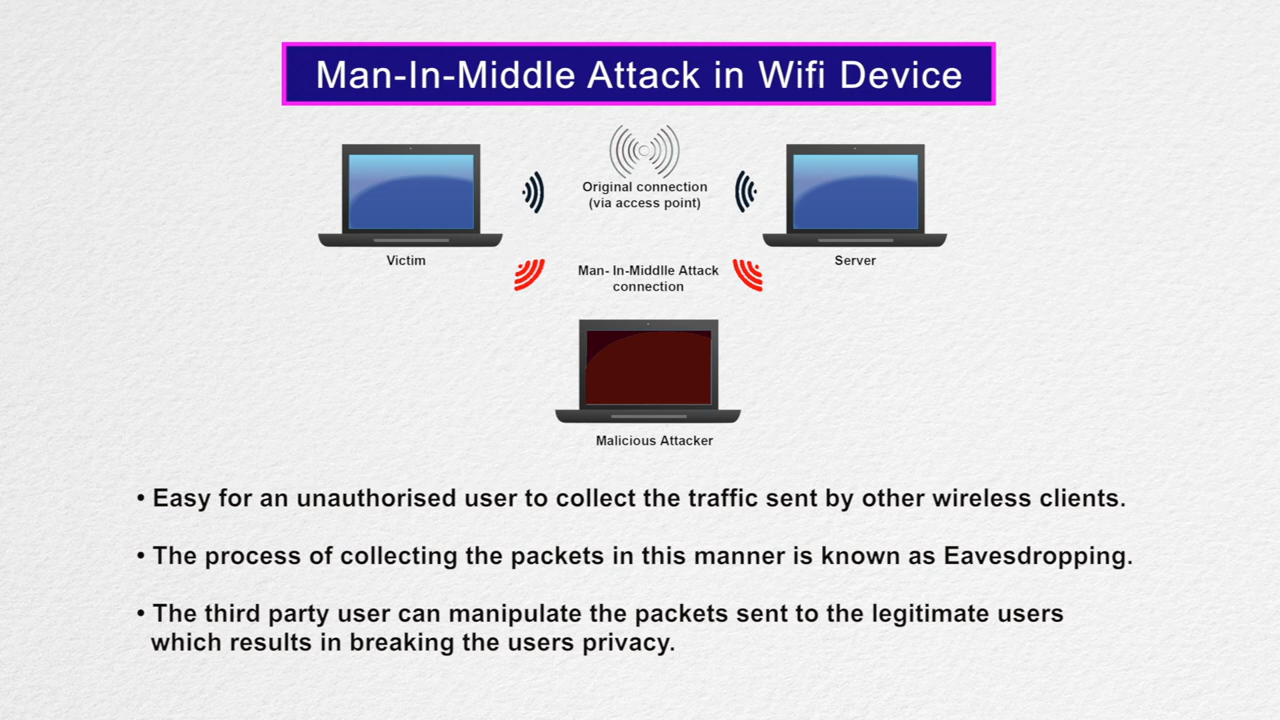 Man-In-Middle Attack in Wifi Device
Original connection
(via access point)
Victim
Server
Man- In-Middlle Attack
connection
Malicious Attacker
• Easy for an unauthorised user to collect the traffic sent by other wireless clients.
• The process of collecting the packets in this manner is known as Eavesdropping.
• The third party user can manipulate the packets sent to the legitimate users
which results in breaking the users privacy.